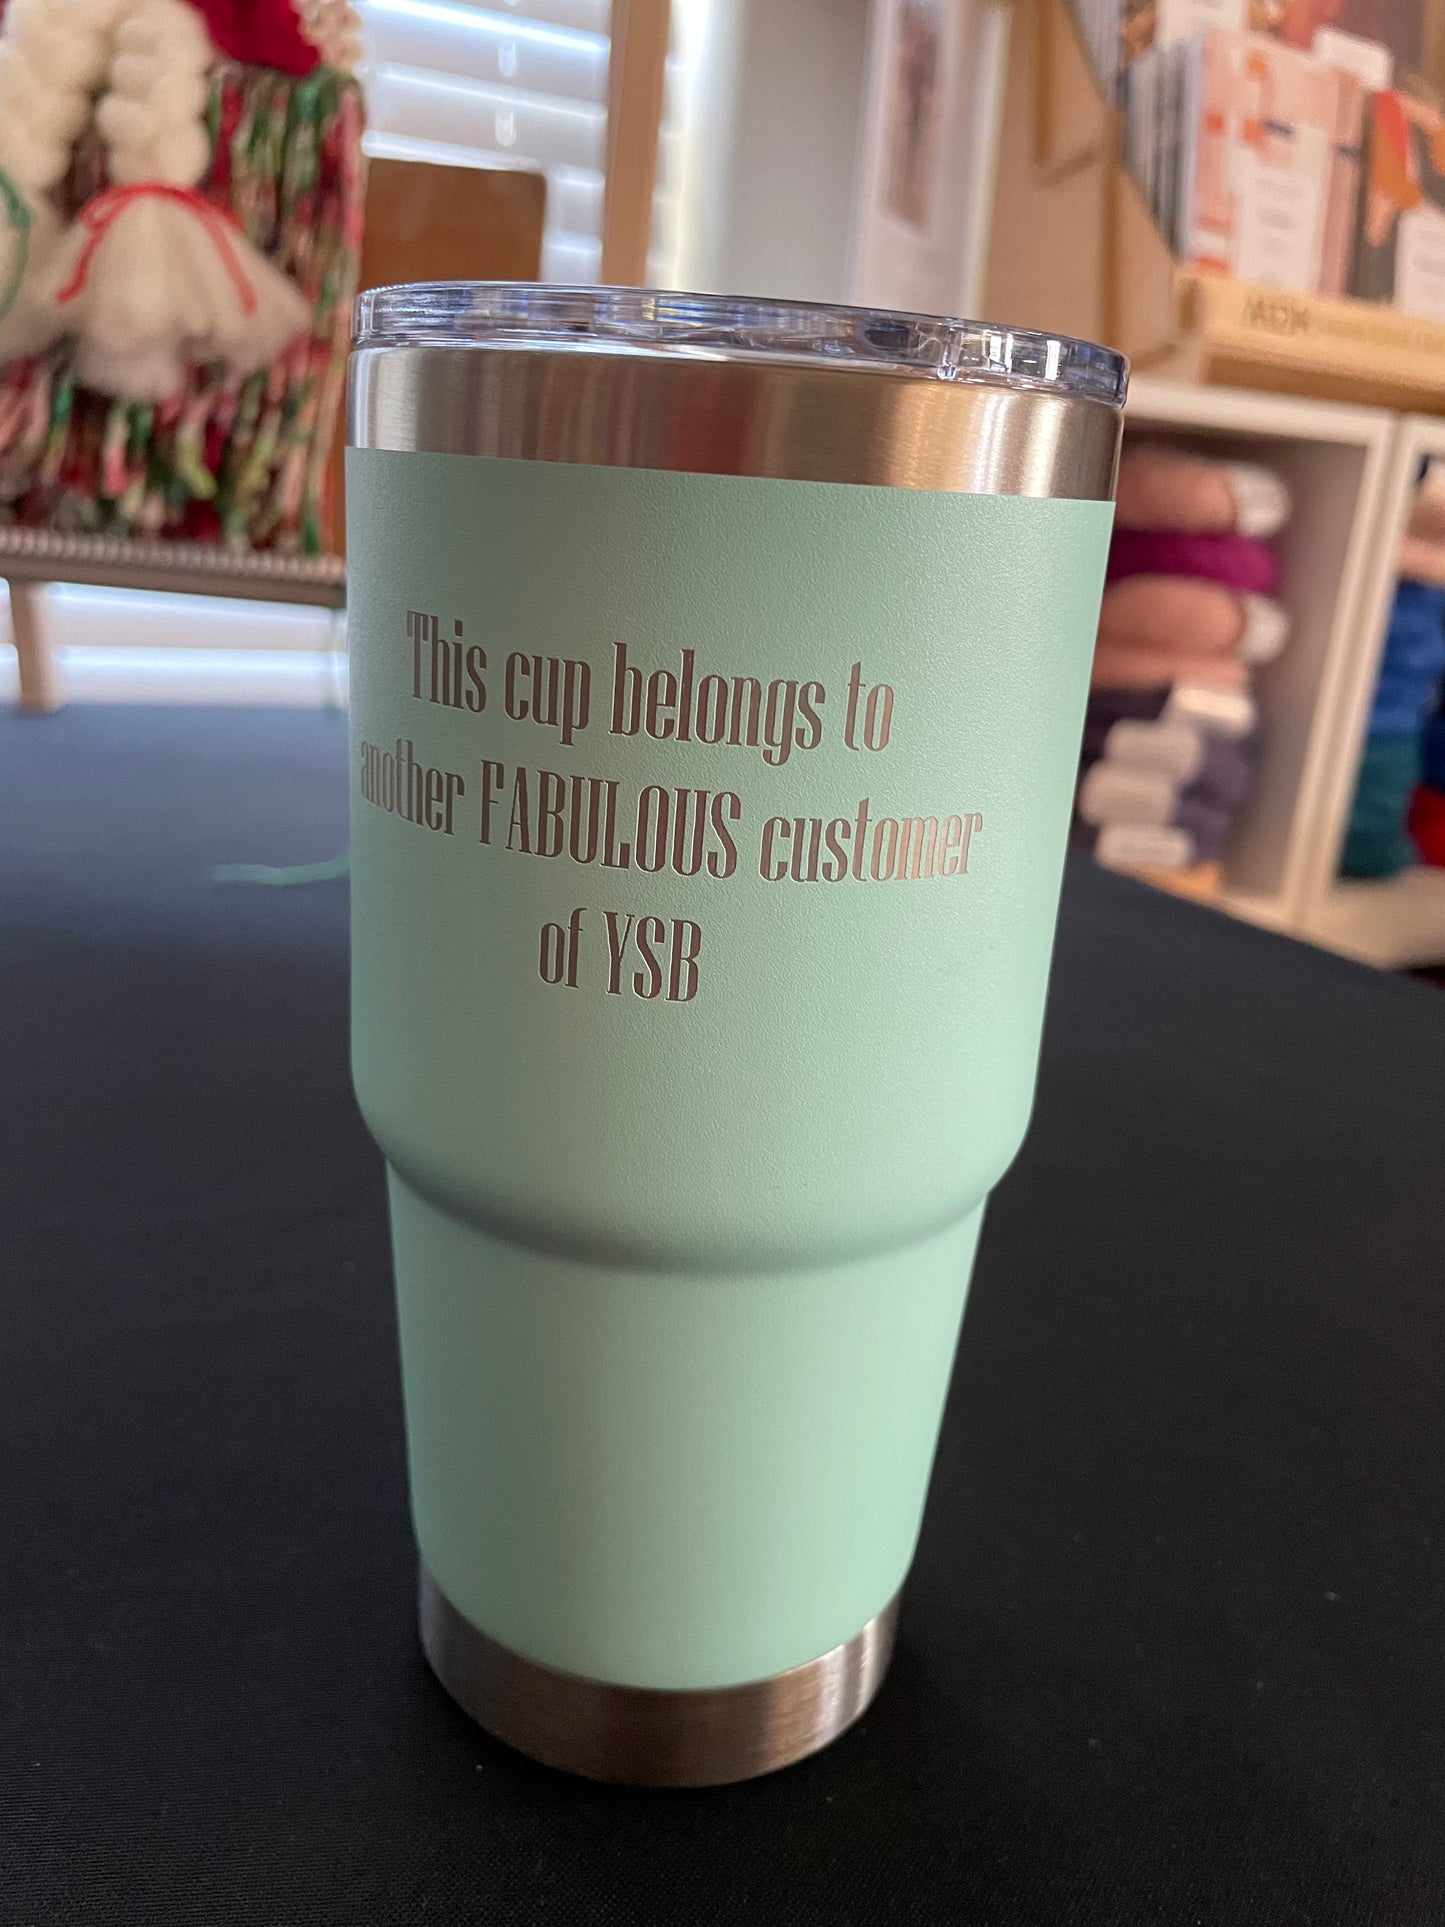 This cup belongs to
another FABULOUS customer
of YSB